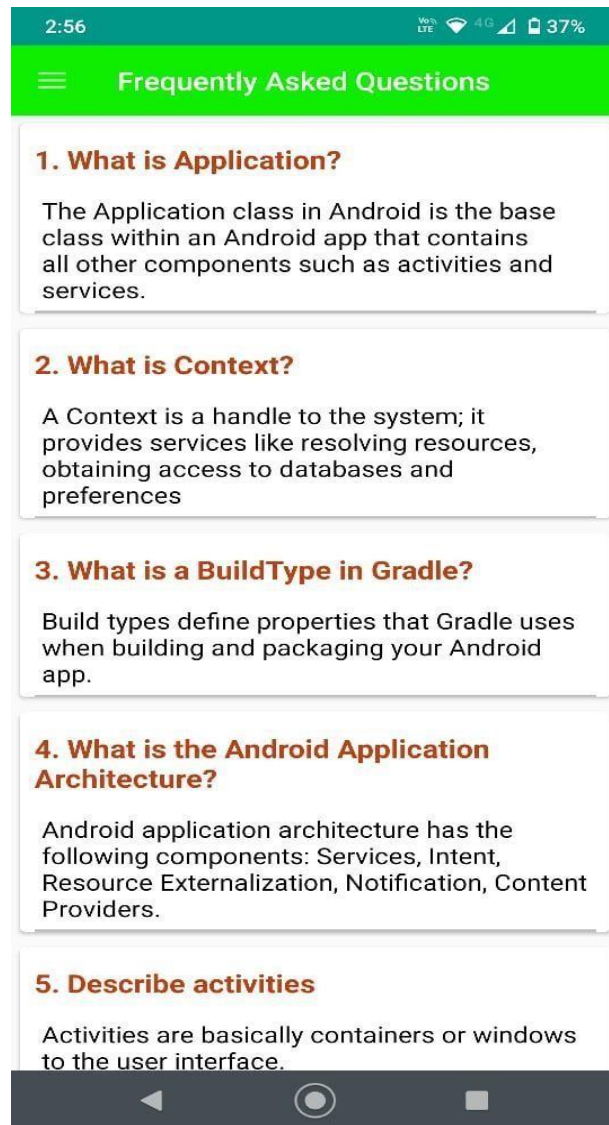 2:56
Vo))
LTE
4G
37%
Frequently Asked Questions
1. What is Application?
The Application class in Android is the base
class within an Android app that contains
all other components such as activities and
services.
2. What is Context?
A Context is a handle to the system; it
provides services like resolving resources,
obtaining access to databases and
preferences
3. What is a BuildType in Gradle?
Build types define properties that Gradle uses
when building and packaging your Android
app.
4. What is the Android Application
Architecture?
Android application architecture has the
following components: Services, Intent,
Resource Externalization, Notification, Content
Providers.
5. Describe activities
Activities are basically containers or windows
to the user interface.